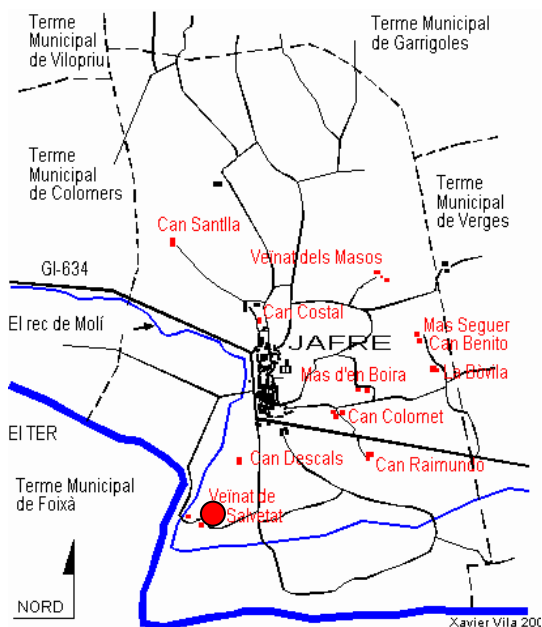 Terme
Municipal
de Vilopriu
Terme Municipal
de Garrigoles
Terme
Municipal
de Colomers
Terme
Municipal
de Verges
Can Santlla
Veïnat dels Masos
GI-634
Can Costal
El rec de Molí
JAFRE
Mas Seguer
Can Benito
Mas d'en Boira
La Bòvila
Can Colomet
El TER
Can Descals
Can Raimundo
Terme Municipal
de Foixà
Veïnat de
Salvetat
NORD
Xavier Vila 200